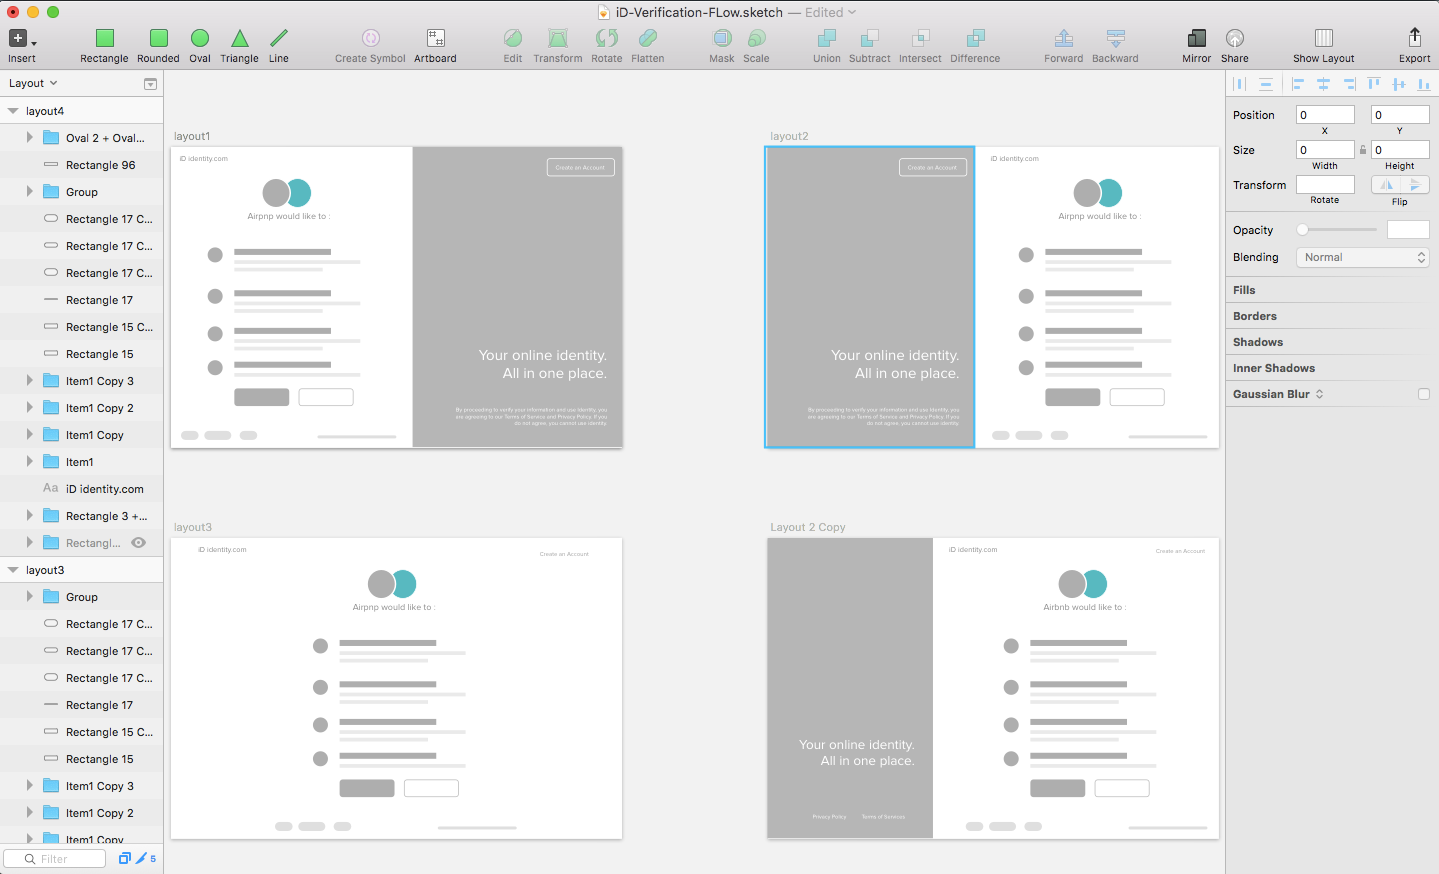 iD-Verification-FLow.sketch — Edited
Insert
Rectangle
Rounded
Oval
Triangle
Line
Create Symbol
Artboard
Edit
Transform
Rotate
Flatten
Mask
Scale
Union
Subtract
Intersect
Difference
Forward
Backward
Mirror
Share
Show Layout
Export
Layout
layout4
Oval 2 + Oval...
Rectangle 96
Group
Rectangle 17 C...
Rectangle 17 C...
Rectangle 17 C...
Rectangle 17
Rectangle 15 C...
Rectangle 15
Item1 Copy 3
Item1 Copy 2
Item1 Copy
Item1
Aa iD identity.com
Rectangle 3 +...
Rectangl...
layout3
Group
Rectangle 17 C...
Rectangle 17 C...
Rectangle 17 C...
Rectangle 17
Rectangle 15 C...
Rectangle 15
Item1 Copy 3
Item1 Copy 2
Item1 Copy
Filter
5
layout1
iD identity.com
Create an Account
Airpnp would like to :
Your online identity.
All in one place.
By proceeding to verify your information and use identity, you
are agreeing to our Terms of Service and Privacy Policy. If you
do not agree, you cannot use identity.
layout2
Create an Account
Your online identity.
All in one place.
By proceeding to verify your information and use identity, you
are agreeing to our Terms of Service and Privacy Policy. If you
do not agree, you cannot use identity.
iD identity.com
Airpnp would like to :
layout3
iD identity.com
Create an Account
Airpnp would like to :
Layout 2 Copy
Your online identity.
All in one place.
Privacy Policy
Terms of Services
iD identity.com
Create an Account
Airbnb would like to :
Position
0
0
X
Y
Size
0
0
Width
Height
Transform
Rotate
Flip
Opacity
Blending
Normal
Fills
Borders
Shadows
Inner Shadows
Gaussian Blur